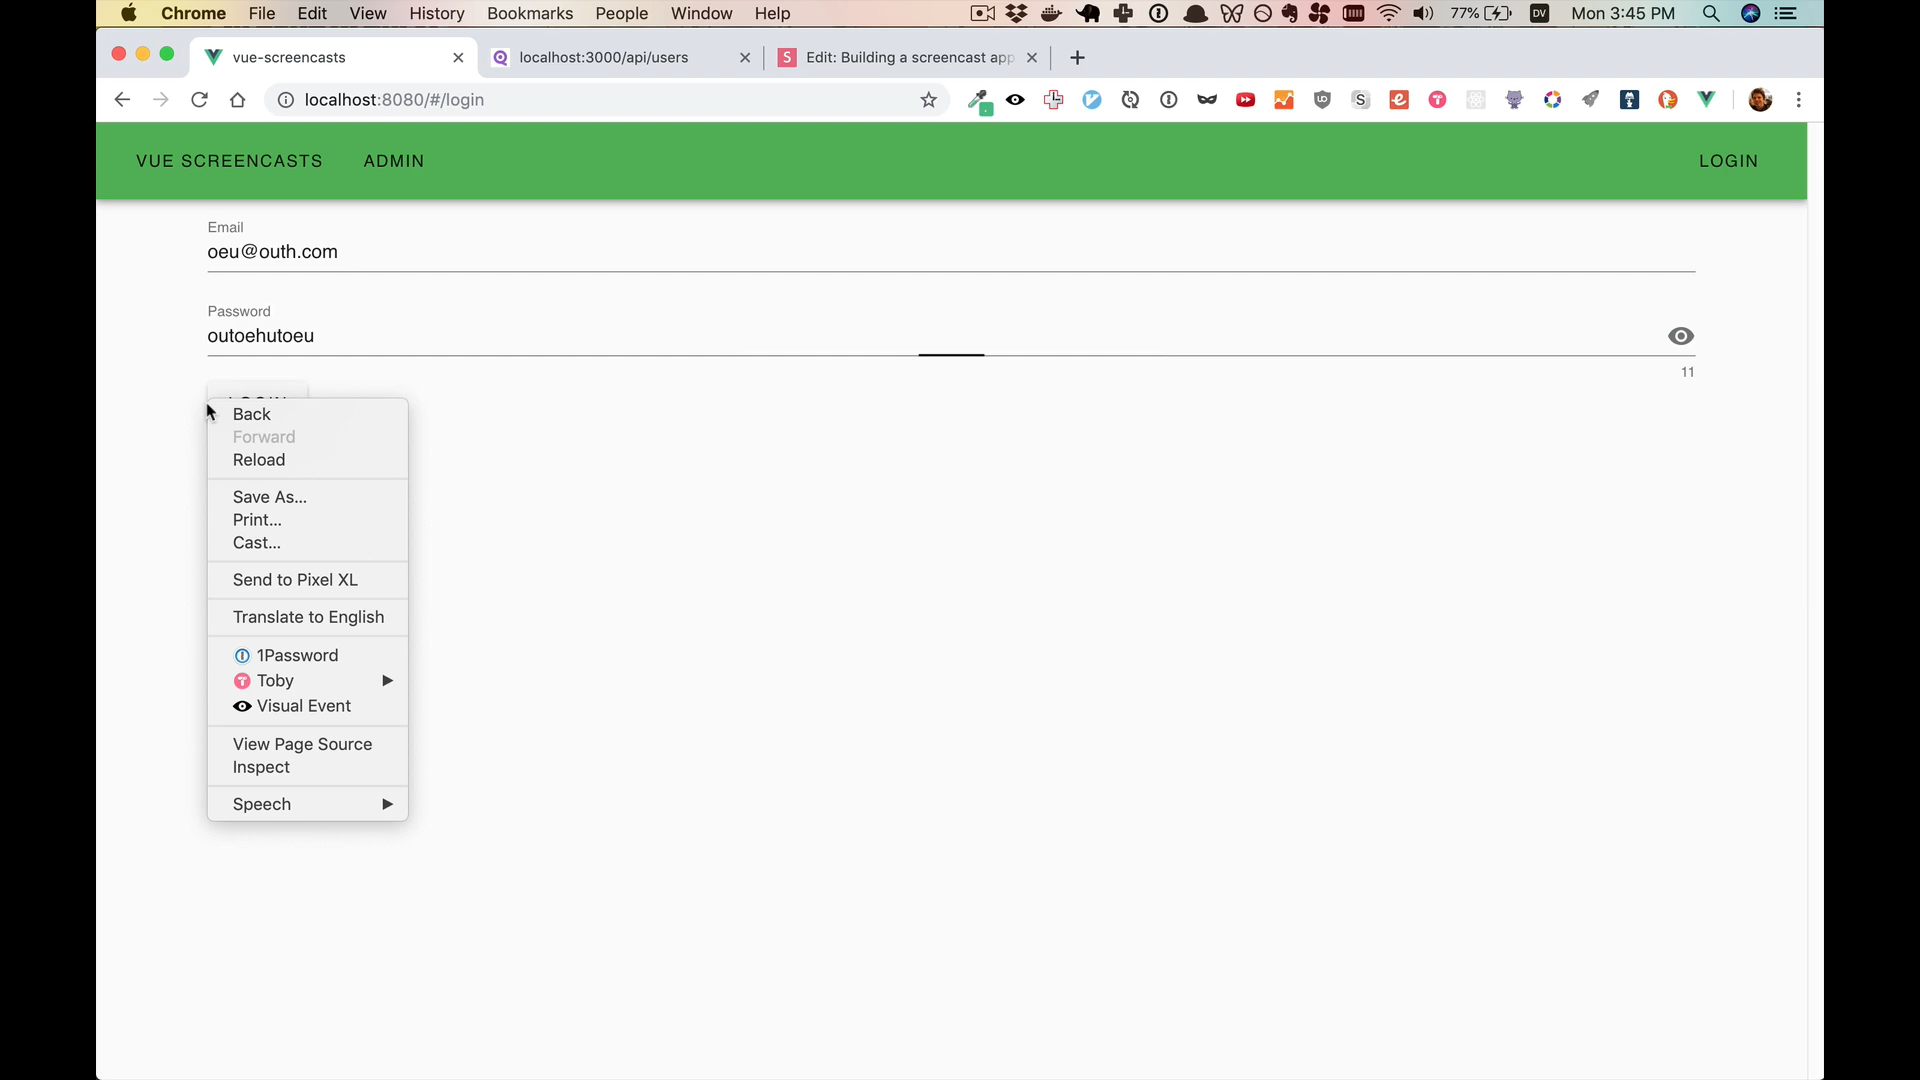 Chrome File Edit View History Bookmarks People Window Help 77% DV Mon 3:45 PM
vue-screencasts localhost:3000/api/users S Edit: Building a screencast app
localhost:8080/#/login
VUE SCREENCASTS ADMIN LOGIN
Email
oeu@outh.com
Password
outoehutoeu
11
LOGIN
Back
Forward
Reload
Save As...
Print...
Cast...
Send to Pixel XL
Translate to English
1Password
Toby
Visual Event
View Page Source
Inspect
Speech